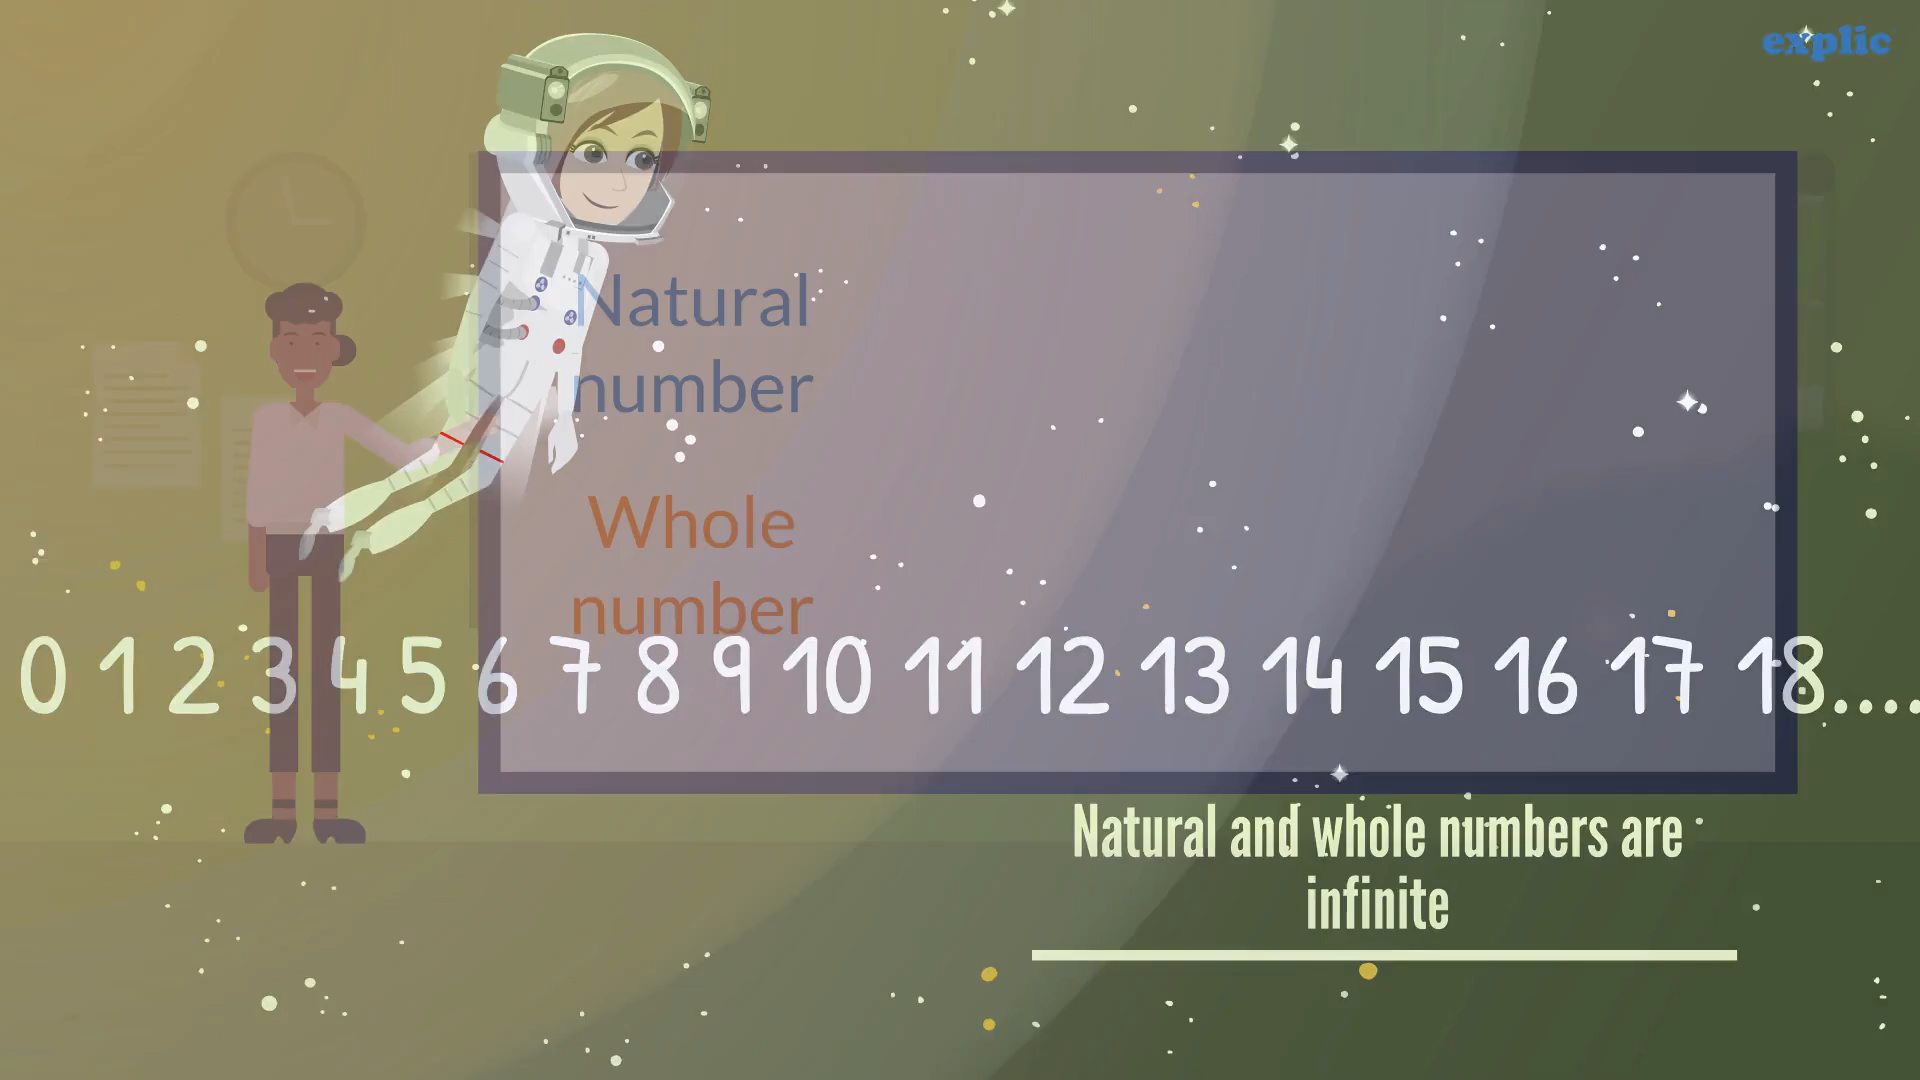 explic
Natural
number
Whole
number
0 1 2 3 4 5 6 7 8 9 10 11 12 13 14 15 16 17 18....
Natural and whole numbers are
infinite